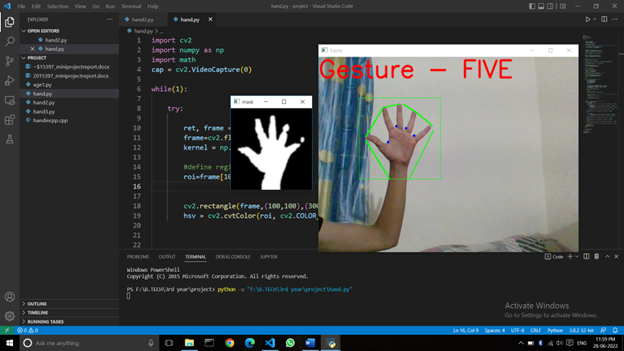 File Edit Selection View Go Run Terminal Help
hand.py - Visual Studio Code
EXPLORER
OPEN EDITORS
hand2.py
hand.py
PROJECT
~$15397_miniprojectreport.docx
2015397_miniprojectreport.docx
age1.py
hand.py
hand2.py
hand3.py
handincpp.cpp
OUTLINE
TIMELINE
RUNNING TASKS
hand2.py
hand.py
hand.py > ...
1 import cv2
2 import numpy as np
3 import math
4 cap = cv2.VideoCapture(0)
5
6 while(1):
7
8 try:
9
10 ret, frame =
11 frame=cv2.fl
12 kernel = np.
13
14 #define regi
15 roi=frame[10
16
17
18 cv2.rectangle(frame,(100,100),(300
19 hsv = cv2.cvtColor(roi, cv2.COLOR_
20
21
22
mask
Frame
Gesture - FIVE
PROBLEMS OUTPUT TERMINAL DEBUG CONSOLE JUPYTER
Code
Windows PowerShell
Copyright (C) 2015 Microsoft Corporation. All rights reserved.
PS F:\B.TECH\3rd year\project> python -u "f:\B.TECH\3rd year\project\hand.py"
Activate Windows
Go to Settings to activate Windows.
0 0
Ln 16, Col 9 Spaces: 4 UTF-8 CRLF Python 3.8.2 32-bit
Ask me anything
11:59 PM
28-06-2022